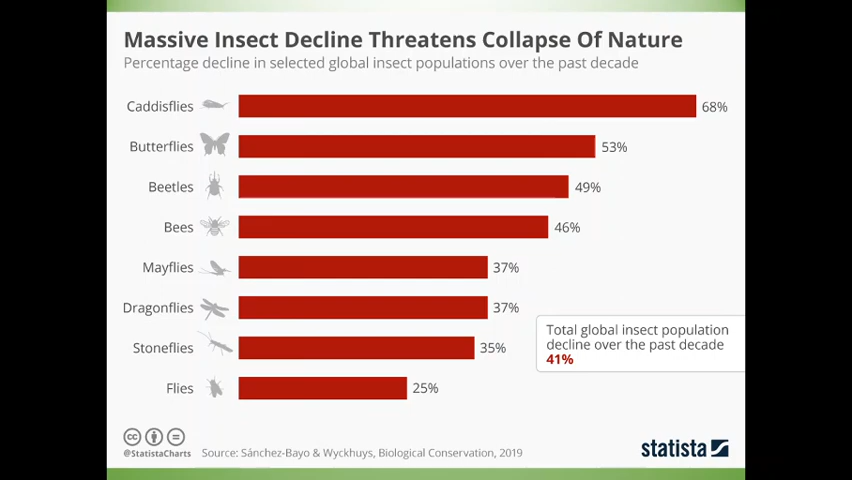 Massive Insect Decline Threatens Collapse Of Nature
Percentage decline in selected global insect populations over the past decade
Caddisflies 68%
Butterflies 53%
Beetles 49%
Bees 46%
Mayflies 37%
Dragonflies 37%
Stoneflies 35%
Flies 25%
Total global insect population
decline over the past decade
41%
cc
@StatistaCharts
Source: Sánchez-Bayo & Wyckhuys, Biological Conservation, 2019
statista